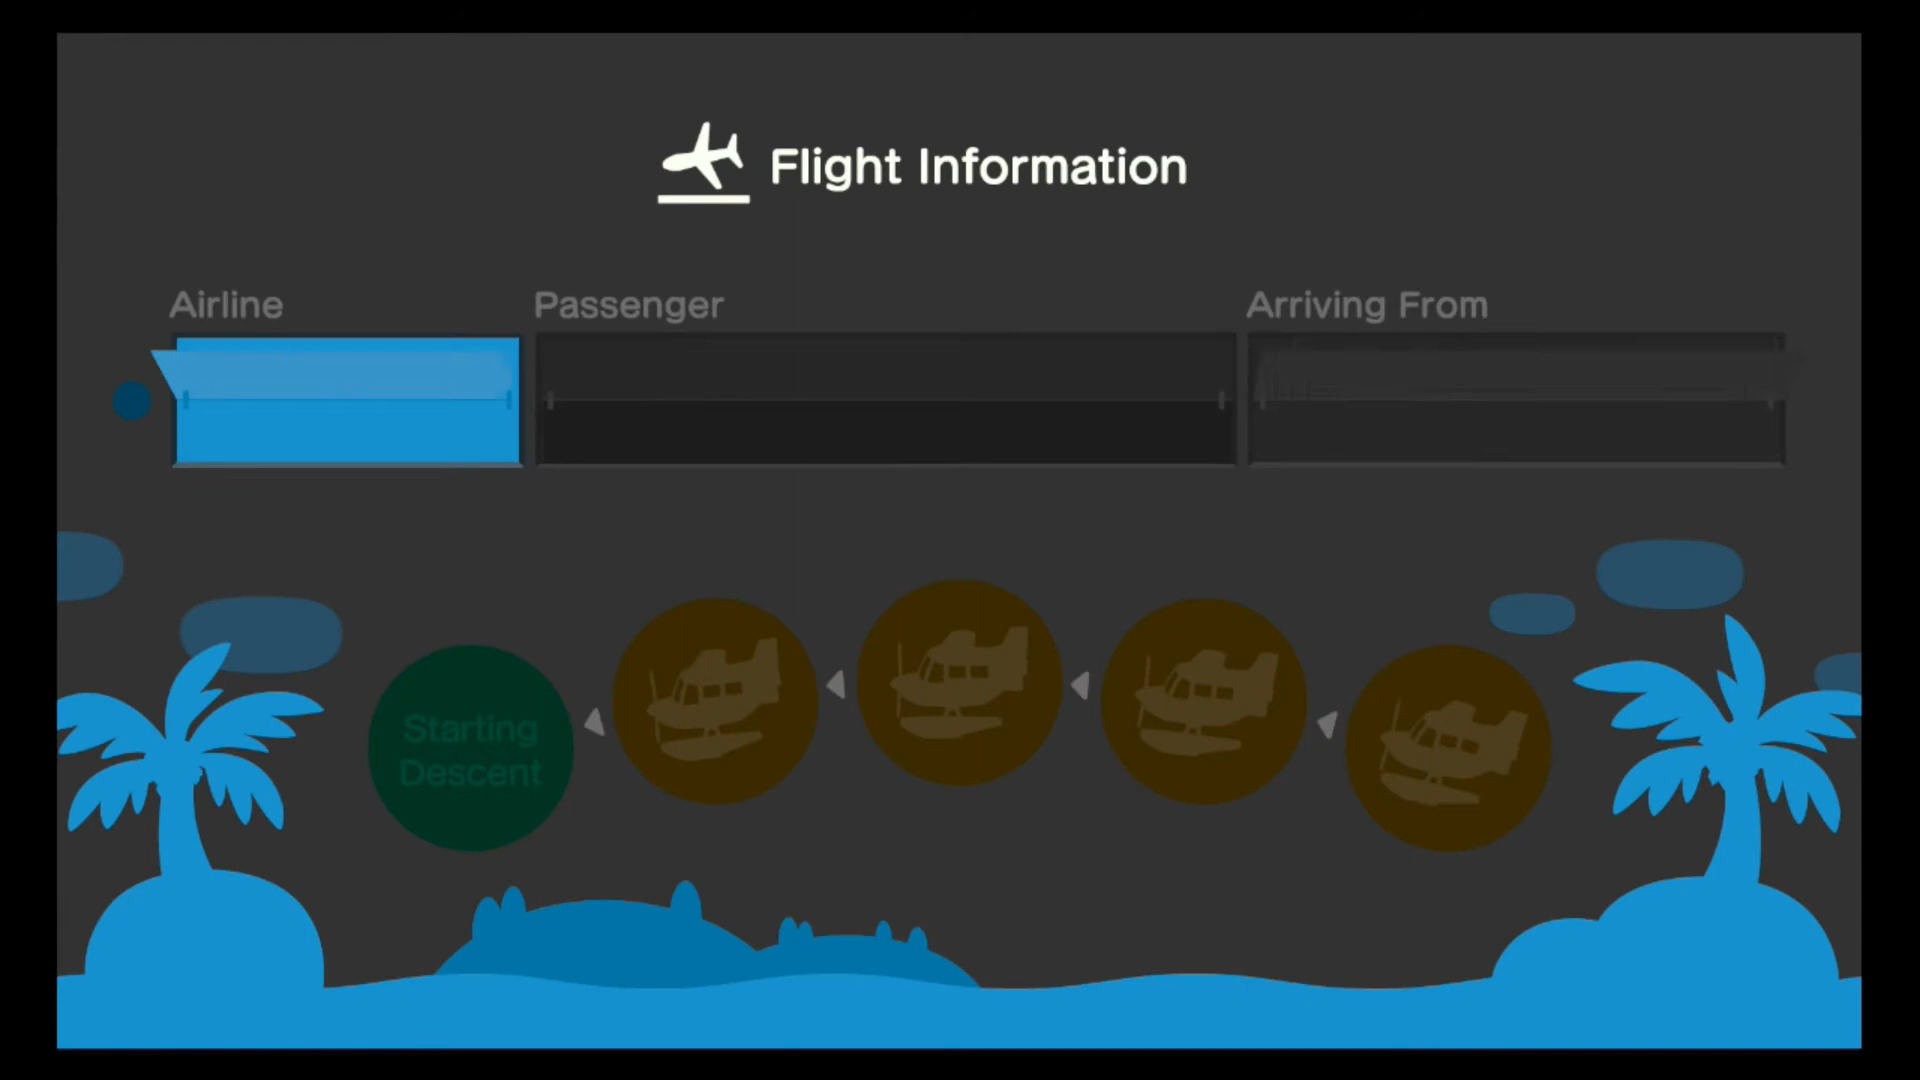 Flight Information
Airline
Passenger
Arriving From
Starting
Descent